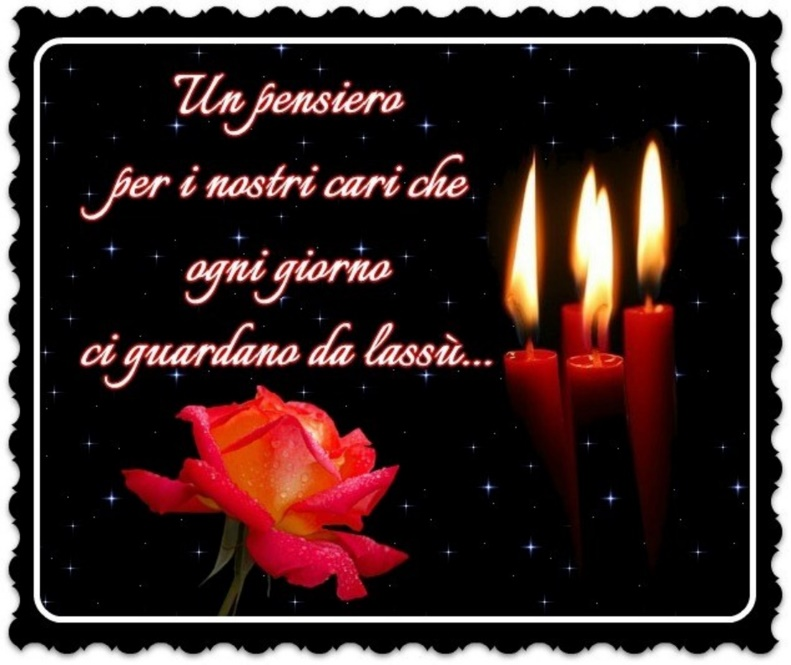 Un pensiero
per i nostri cari che
ogni giorno
ci guardano da lassù...